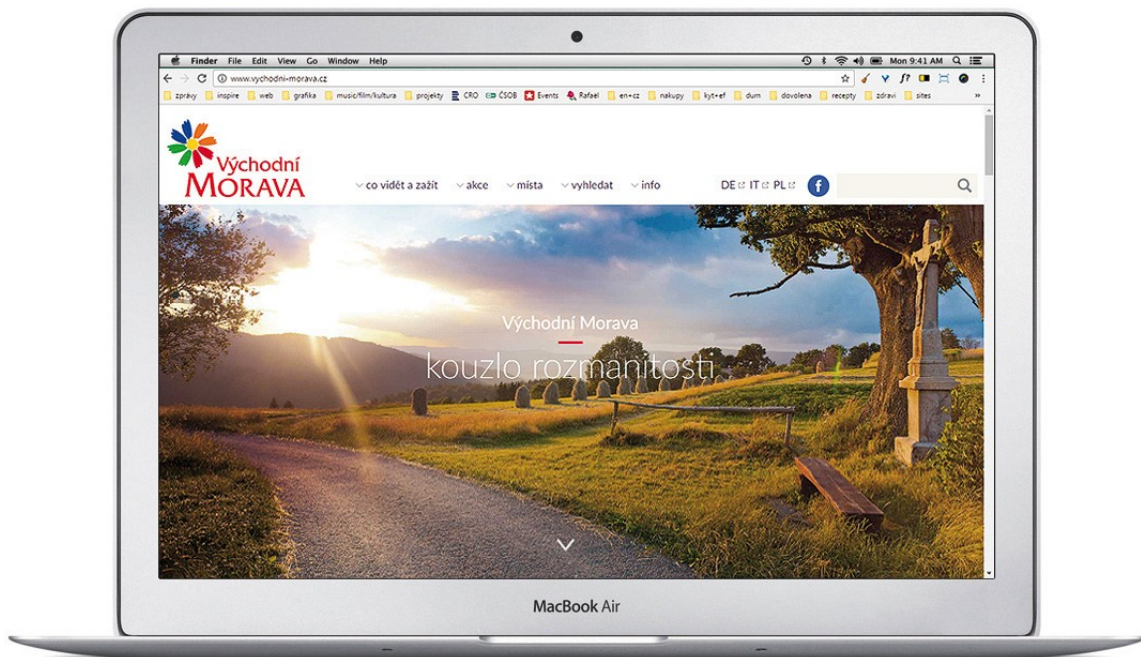 Finder File Edit View Go Window Help Mon 9:41 AM
www.vychodni-morava.cz
zprávy inspire web grafika music/film/kultura projekty CRO ČSOB Events Rafael en+cz nakupy kyt+ef dum dovolena recepty zdravi sites »
Východní
MORAVA
co vidět a zažít akce místa vyhledat info DE IT PL f
Východní Morava
kouzlo rozmanitosti
MacBook Air